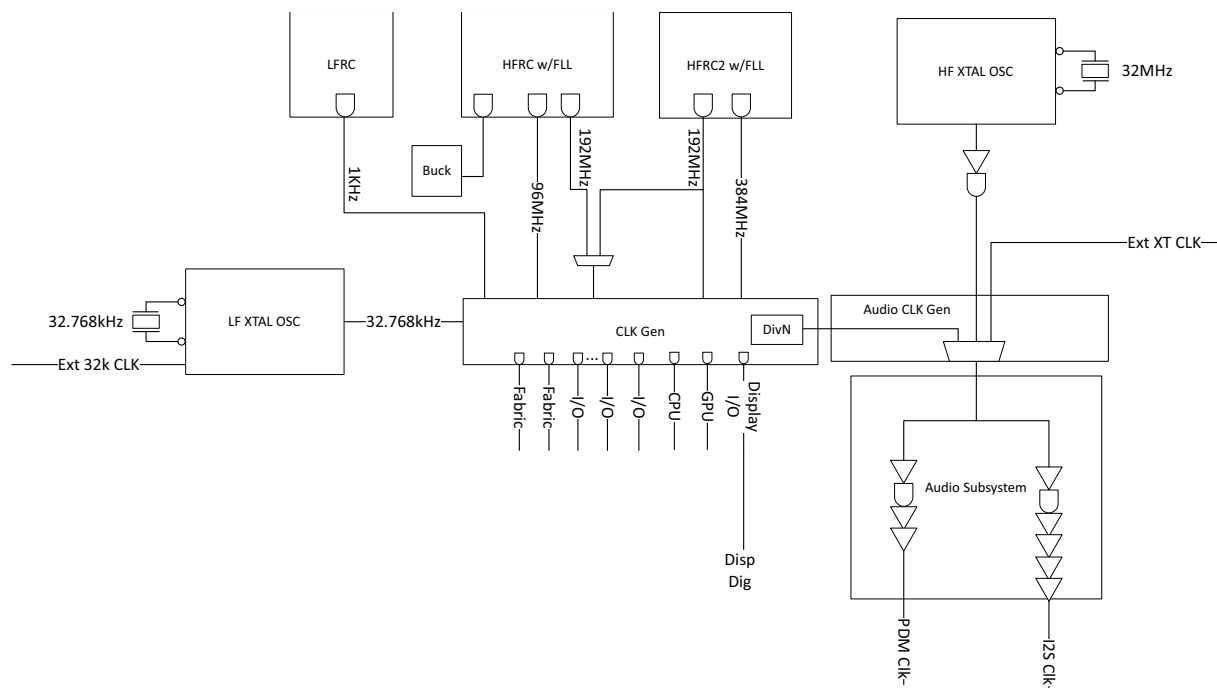 LFRC
HFRC w/FLL
HFRC2 w/FLL
HF XTAL OSC
32MHz
Buck
1KHz
96MHz
192MHz
192MHz
384MHz
Ext XT CLK
32.768kHz
LF XTAL OSC
32.768kHz
Ext 32k CLK
CLK Gen
DivN
Audio CLK Gen
...
Fabric
Fabric
I/O
I/O
I/O
CPU
GPU
Display
I/O
Disp
Dig
Audio Subsystem
PDM Clk
I2S Clk